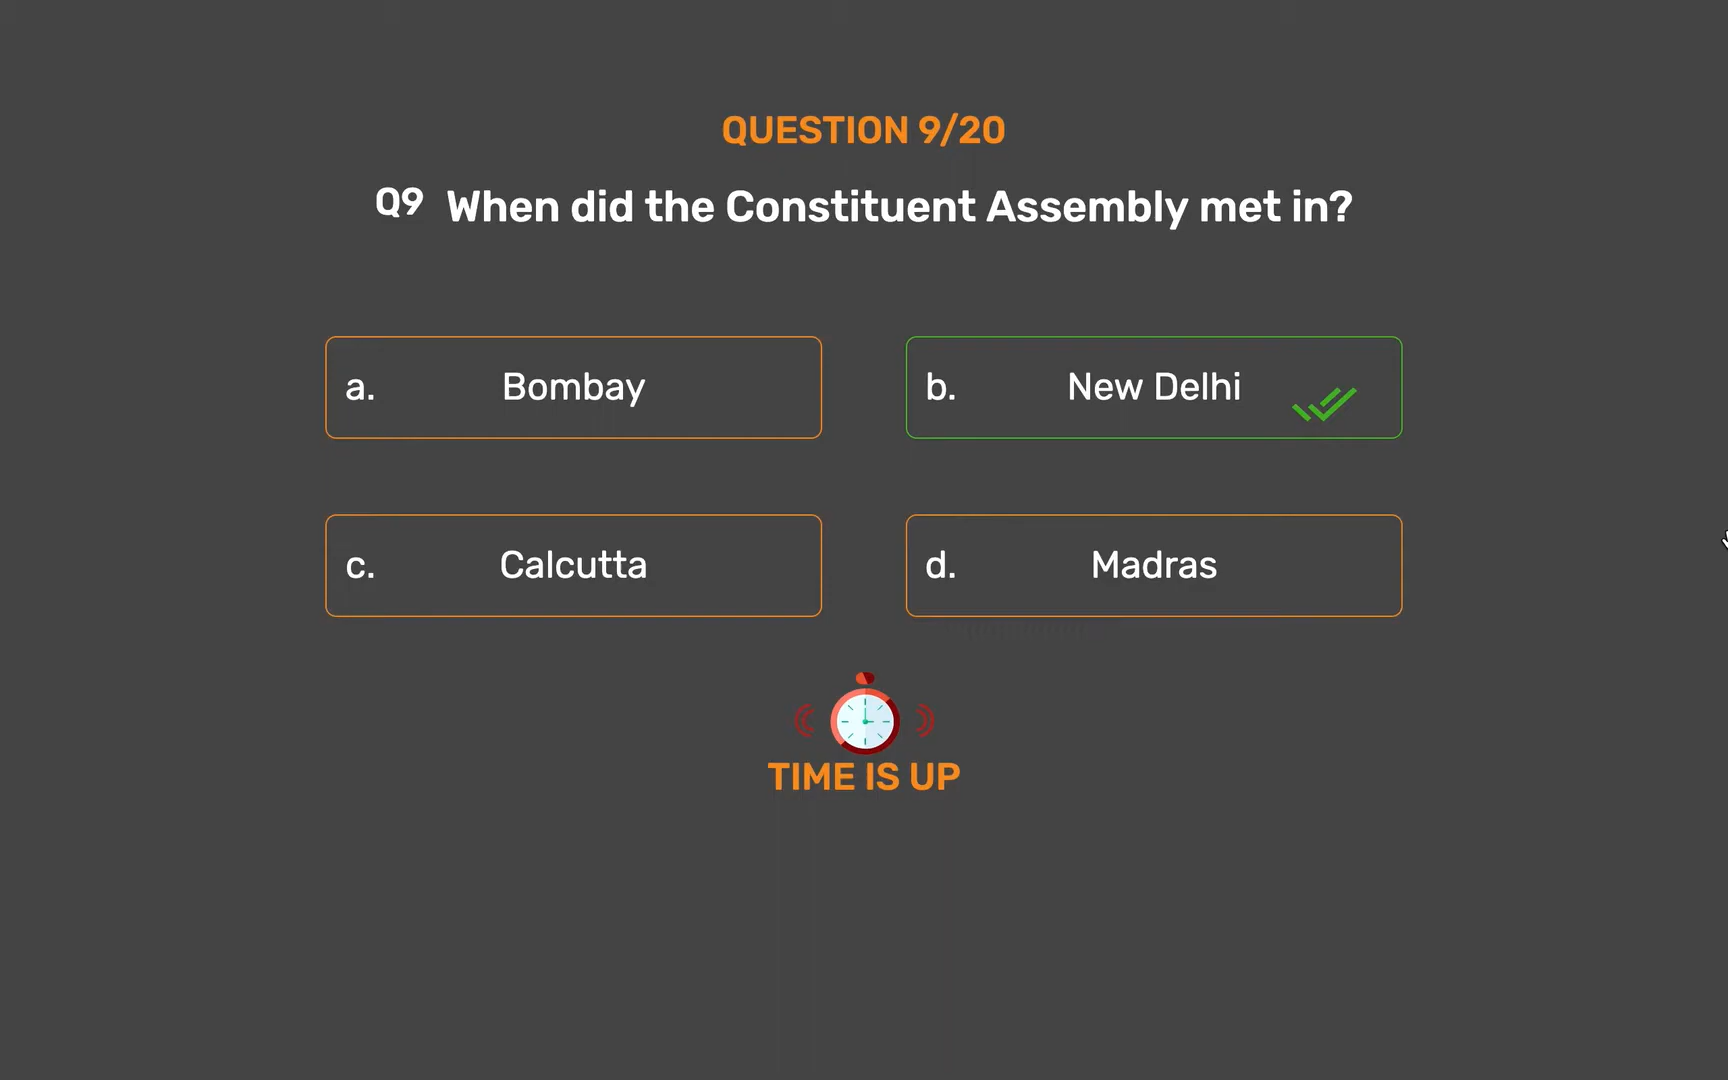 QUESTION 9/20
Q9 When did the Constituent Assembly met in?
a. Bombay
b. New Delhi
c. Calcutta
d. Madras
TIME IS UP